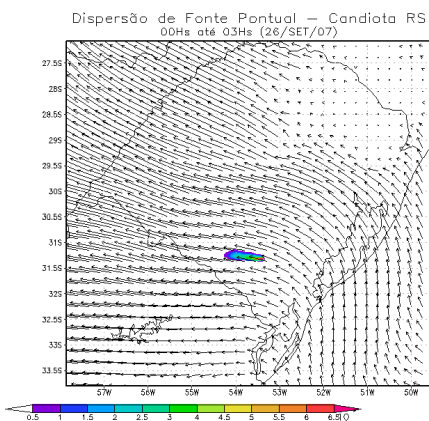 Dispersão de Fonte Pontual – Candiota RS
00Hs até 03Hs (26/SET/07)
27.5S
28S
28.5S
29S
29.5S
30S
30.5S
31S
31.5S
32S
32.5S
33S
33.5S
57W 56W 55W 54W 53W 52W 51W 50W
0.5 1 1.5 2 2.5 3 4 4.5 5 5.5 6 6.5